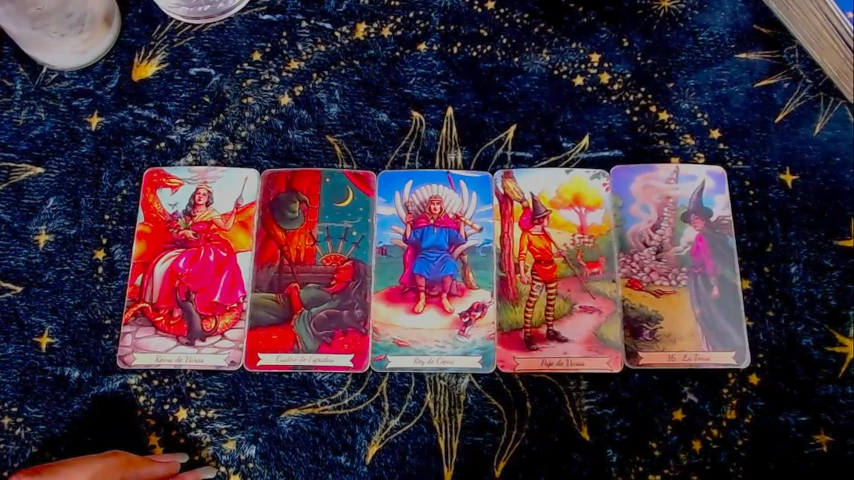 Reina de Varas
Cuatro de Espadas
Rey de Copas
Paje de Varas
16 La Torre